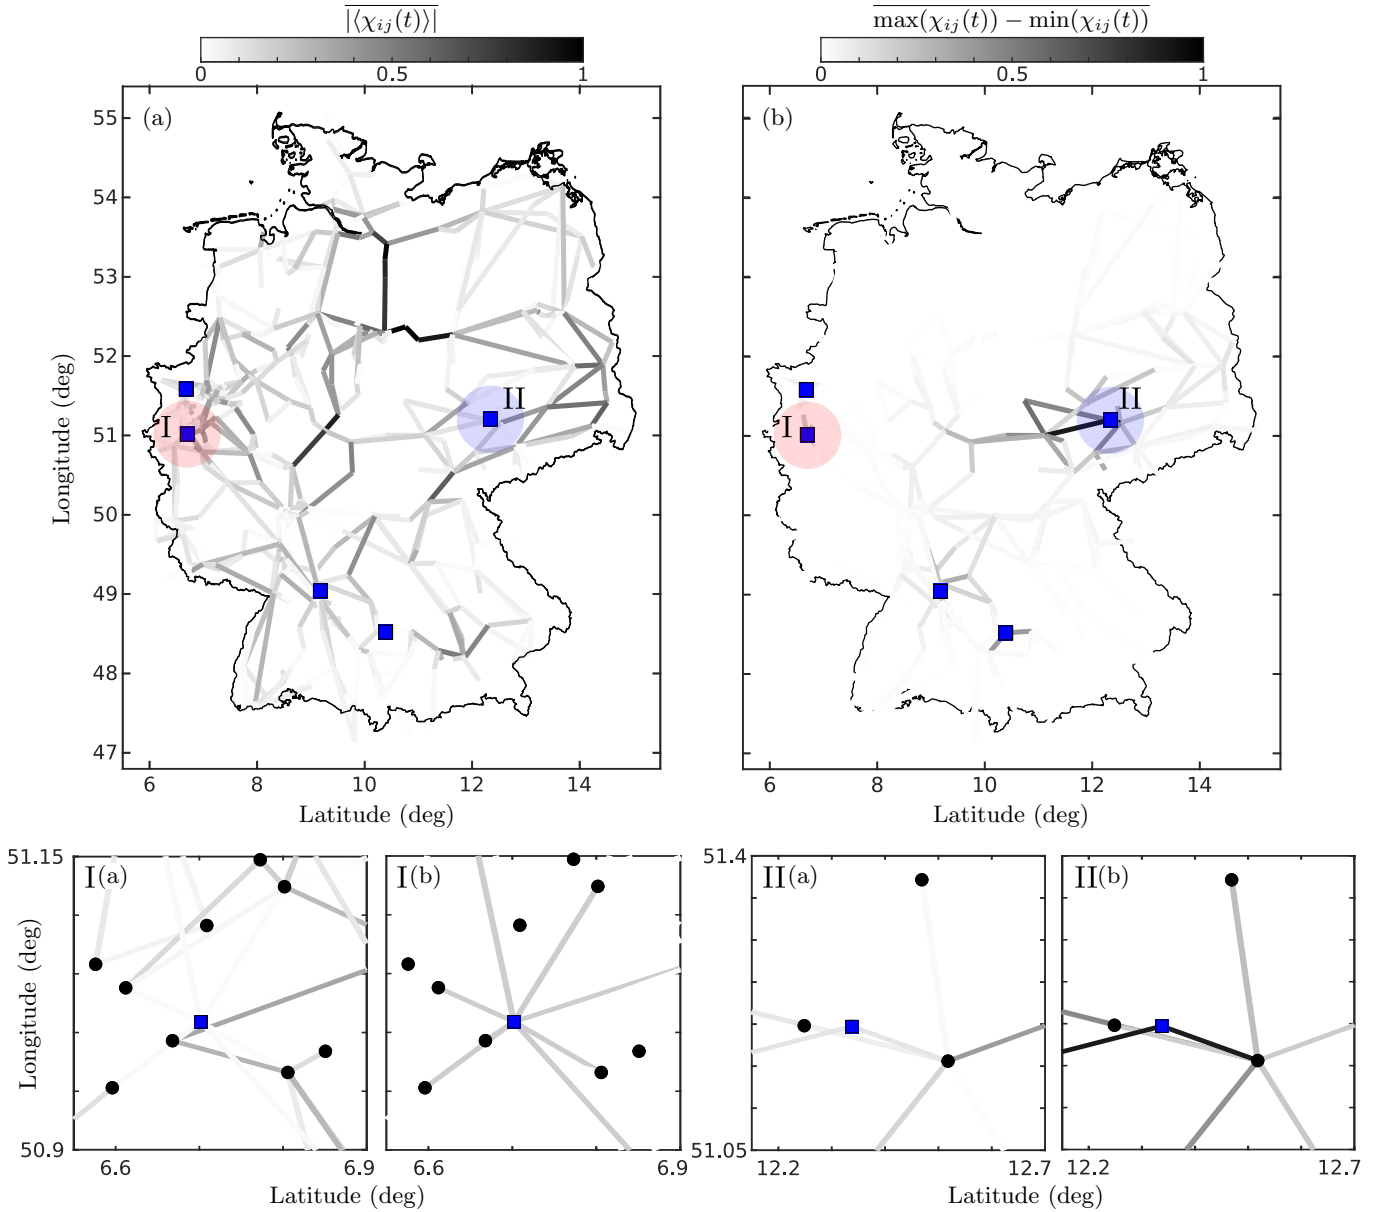 |⟨χij(t)⟩|
0 0.5 1
max(χij(t)) − min(χij(t))
0 0.5 1
(a)
55
54
53
52
51
50
49
48
47
Longitude (deg)
I
II
6 8 10 12 14
Latitude (deg)
(b)
I
II
6 8 10 12 14
Latitude (deg)
51.15
50.9
Longitude (deg)
I(a)
6.6 6.9
I(b)
6.6 6.9
Latitude (deg)
51.4
51.05
II(a)
12.2 12.7
II(b)
12.2 12.7
Latitude (deg)